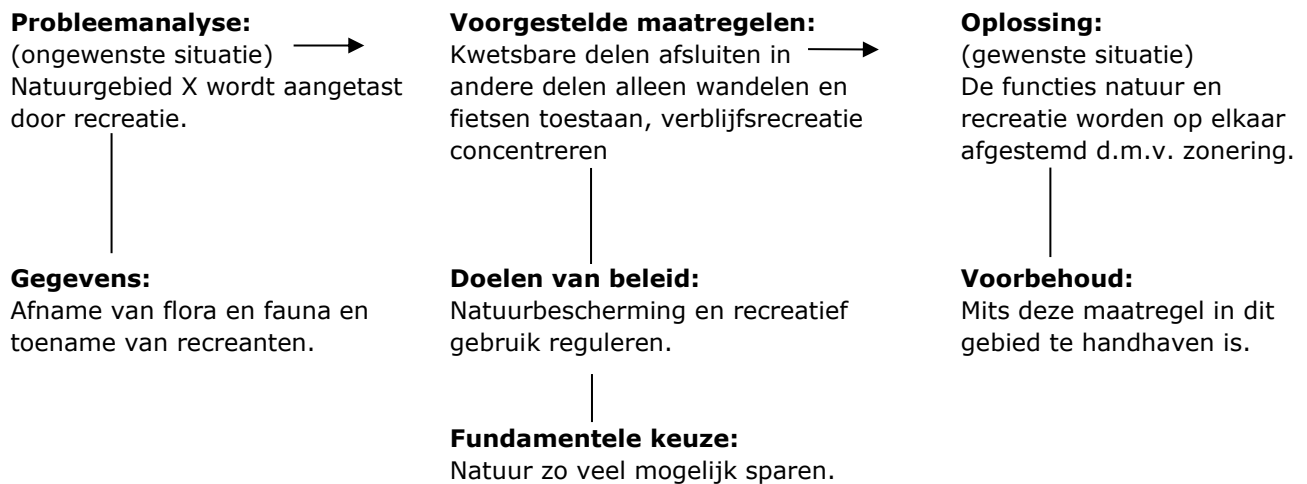 Probleemanalyse:
(ongewenste situatie)
Natuurgebied X wordt aangetast
door recreatie.
Voorgestelde maatregelen:
Kwetsbare delen afsluiten in
andere delen alleen wandelen en
fietsen toestaan, verblijfsrecreatie
concentreren
Oplossing:
(gewenste situatie)
De functies natuur en
recreatie worden op elkaar
afgestemd d.m.v. zonering.
Gegevens:
Afname van flora en fauna en
toename van recreanten.
Doelen van beleid:
Natuurbescherming en recreatief
gebruik reguleren.
Voorbehoud:
Mits deze maatregel in dit
gebied te handhaven is.
Fundamentele keuze:
Natuur zo veel mogelijk sparen.